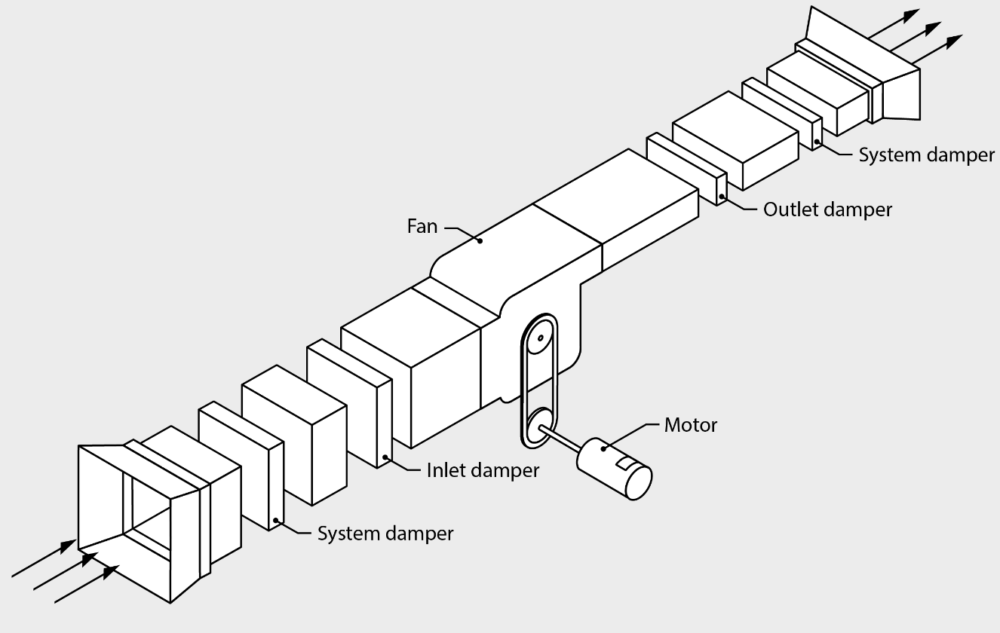 System damper
Outlet damper
Fan
Motor
Inlet damper
System damper